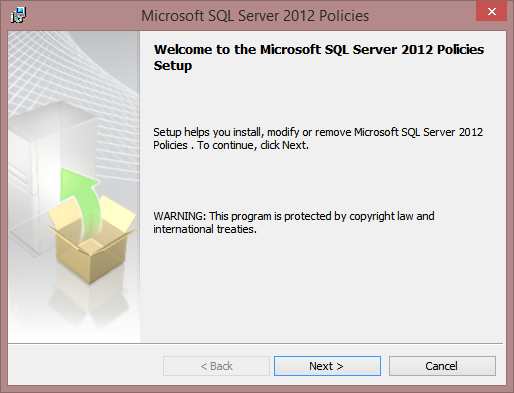 Microsoft SQL Server 2012 Policies
Welcome to the Microsoft SQL Server 2012 Policies
Setup
Setup helps you install, modify or remove Microsoft SQL Server 2012
Policies . To continue, click Next.
WARNING: This program is protected by copyright law and
international treaties.
< Back
Next >
Cancel